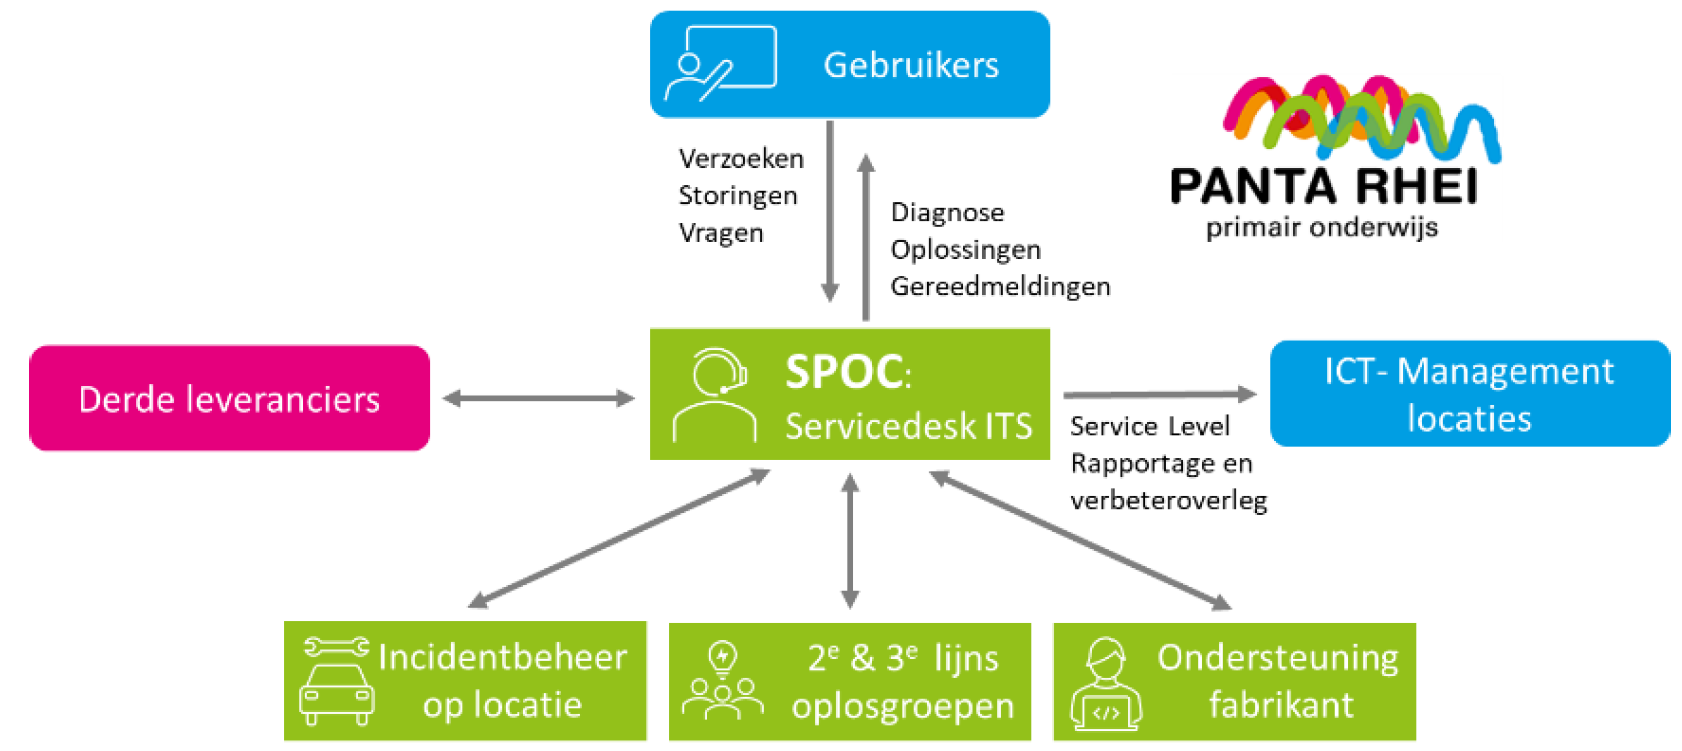 Gebruikers
PANTA RHEI
primair onderwijs
Verzoeken
Storingen
Vragen
Diagnose
Oplossingen
Gereedmeldingen
Derde leveranciers
SPOC:
Servicedesk ITS
Service Level
Rapportage en
verbeteroverleg
ICT- Management
locaties
Incidentbeheer
op locatie
2e & 3e lijns
oplosgroepen
</>
Ondersteuning
fabrikant